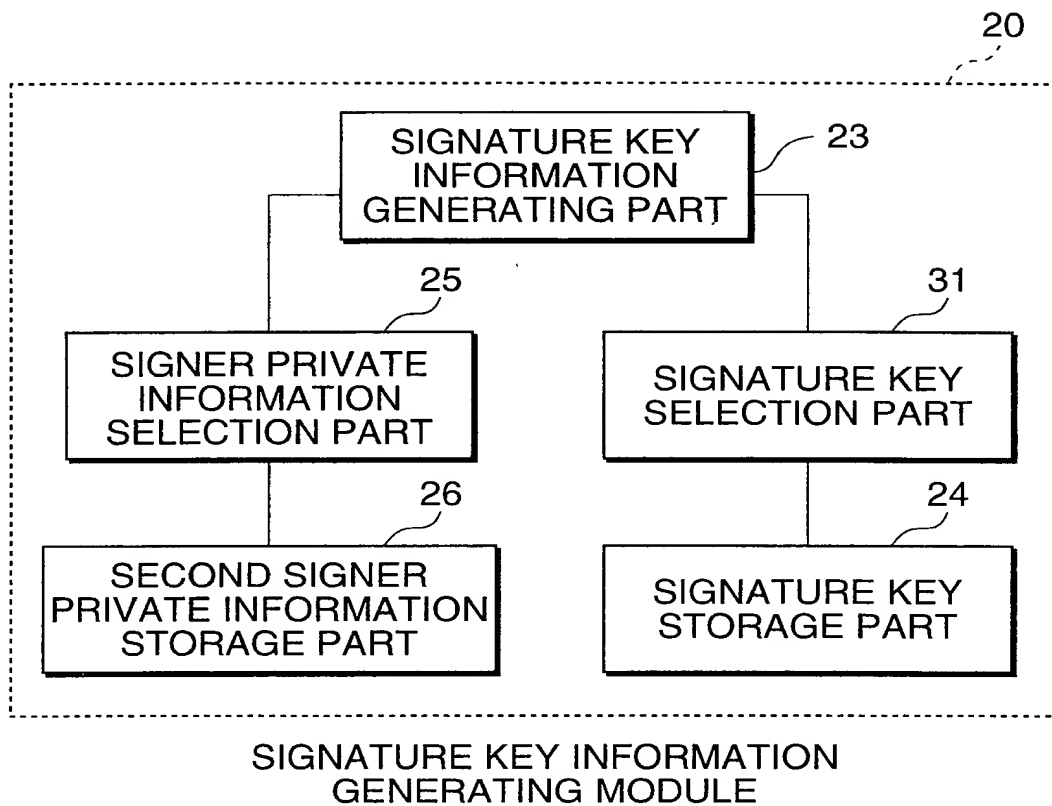 20
SIGNATURE KEY
INFORMATION
GENERATING PART
23
25
31
SIGNER PRIVATE
INFORMATION
SELECTION PART
SIGNATURE KEY
SELECTION PART
26
24
SECOND SIGNER
PRIVATE INFORMATION
STORAGE PART
SIGNATURE KEY
STORAGE PART
SIGNATURE KEY INFORMATION
GENERATING MODULE